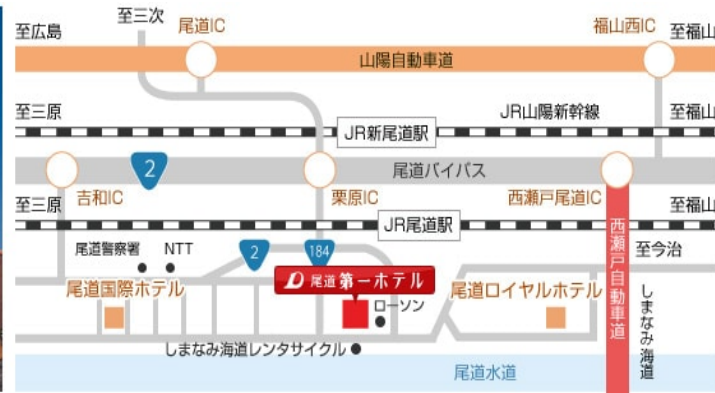 至三次
至広島
尾道IC
福山西IC
至福山
山陽自動車道
至三原
JR新尾道駅
JR山陽新幹線
至福山
2
尾道バイパス
吉和IC
栗原IC
西瀬戸尾道IC
至三原
JR尾道駅
至福山
尾道警察署
NTT
2
184
西瀬戸自動車道
至今治
D 尾道 第一ホテル
尾道国際ホテル
ローソン
尾道ロイヤルホテル
しまなみ海道
しまなみ海道レンタサイクル
尾道水道